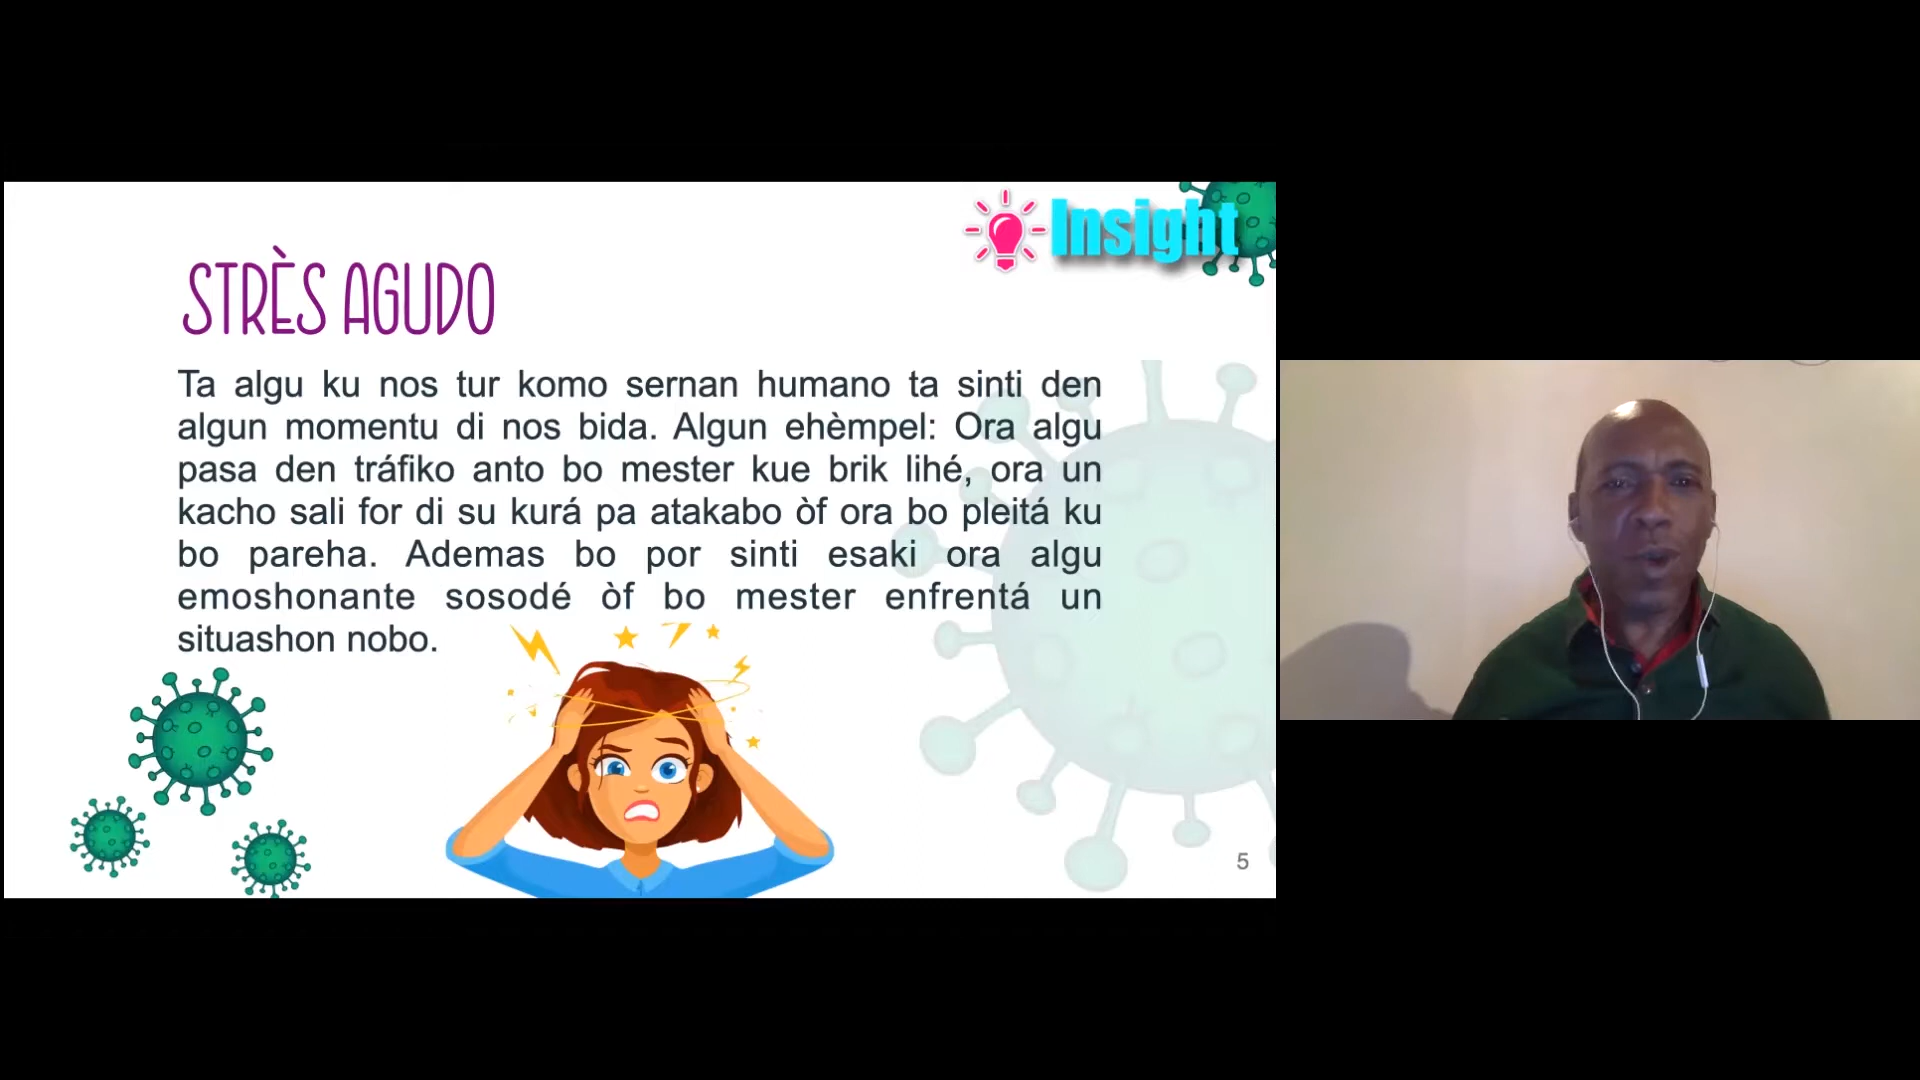 Insight
STRÈS AGUDO
Ta algu ku nos tur komo sernan humano ta sinti den
algun momentu di nos bida. Algun ehèmpel: Ora algu
pasa den tráfiko anto bo mester kue brik lihé, ora un
kacho sali for di su kurá pa atakabo òf ora bo pleitá ku
bo pareha. Ademas bo por sinti esaki ora algu
emoshonante sosodé òf bo mester enfrentá un
situashon nobo.
5